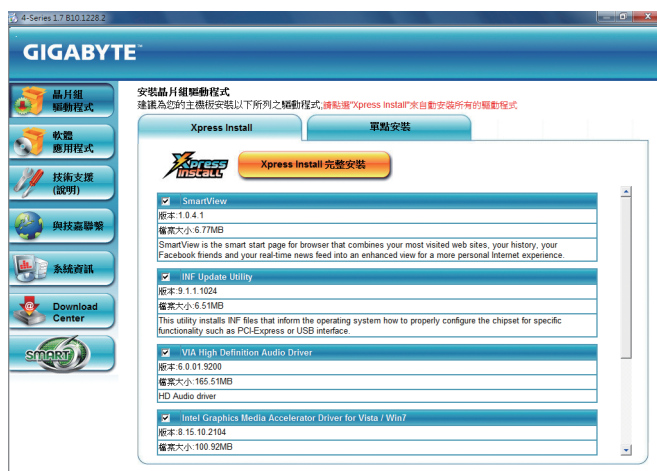 4-Series 1.7 B10.1228.2
GIGABYTE™
晶片組
驅動程式
軟體
應用程式
技術支援
(說明)
與技嘉聯繫
系統資訊
Download
Center
SMART
安裝晶片組驅動程式
建議為您的主機板安裝以下所列之驅動程式,請點選"Xpress Install"來自動安裝所有的驅動程式
Xpress Install
單點安裝
Xpress
INSTALL
Xpress Install 完整安裝
SmartView
版本:1.0.4.1
檔案大小:6.77MB
SmartView is the smart start page for browser that combines your most visited web sites, your history, your
Facebook friends and your real-time news feed into an enhanced view for a more personal Internet experience.
INF Update Utility
版本:9.1.1.1024
檔案大小:6.51MB
This utility installs INF files that inform the operating system how to properly configure the chipset for specific
functionality such as PCI-Express or USB interface.
VIA High Definition Audio Driver
版本:6.0.01.9200
檔案大小:165.51MB
HD Audio driver
Intel Graphics Media Accelerator Driver for Vista / Win7
版本:8.15.10.2104
檔案大小:100.92MB